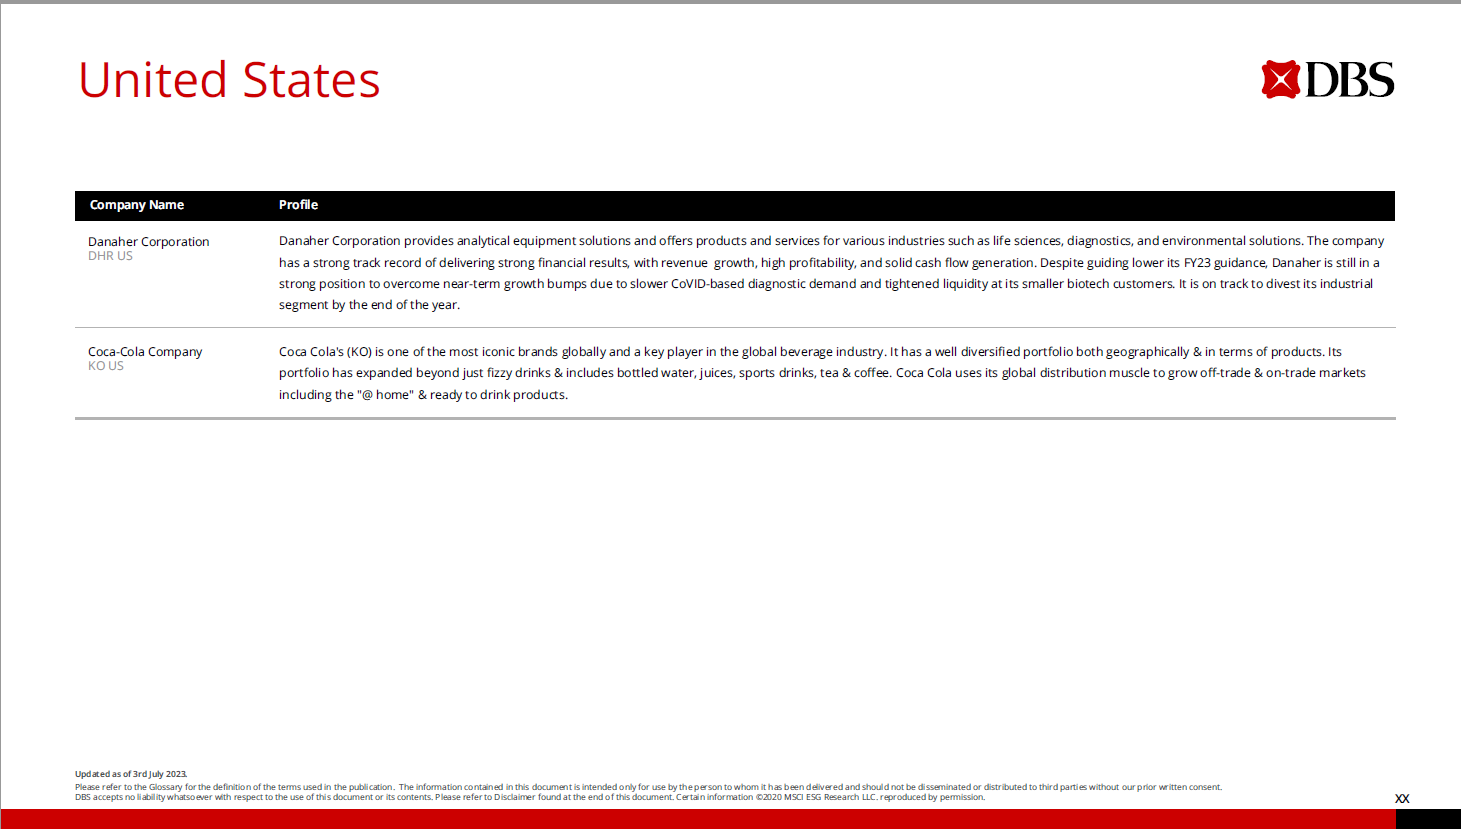 United States
DBS
Company Name Profile
Danaher Corporation
DHR US
Danaher Corporation provides analytical equipment solutions and offers products and services for various industries such as life sciences, diagnostics, and environmental solutions. The company
has a strong track record of delivering strong financial results, with revenue  growth, high profitability, and solid cash flow generation. Despite guiding lower its FY23 guidance, Danaher is still in a
strong position to overcome near-term growth bumps due to slower CoVID-based diagnostic demand and tightened liquidity at its smaller biotech customers. It is on track to divest its industrial
segment by the end of the year.
Coca-Cola Company
KO US
Coca Cola's (KO) is one of the most iconic brands globally and a key player in the global beverage industry. It has a well diversified portfolio both geographically & in terms of products. Its
portfolio has expanded beyond just fizzy drinks & includes bottled water, juices, sports drinks, tea & coffee. Coca Cola uses its global distribution muscle to grow off-trade & on-trade markets
including the "@ home" & ready to drink products.
Updated as of 3rd July 2023.
Please refer to the Glossary for the definition of the terms used in the publication.  The information contained in this document is intended only for use by the person to whom it has been delivered and should not be disseminated or distributed to third parties without our prior written consent.
DBS accepts no liability whatsoever with respect to the use of this document or its contents. Please refer to Disclaimer found at the end of this document. Certain information ©2020 MSCI ESG Research LLC. reproduced by permission.
XX